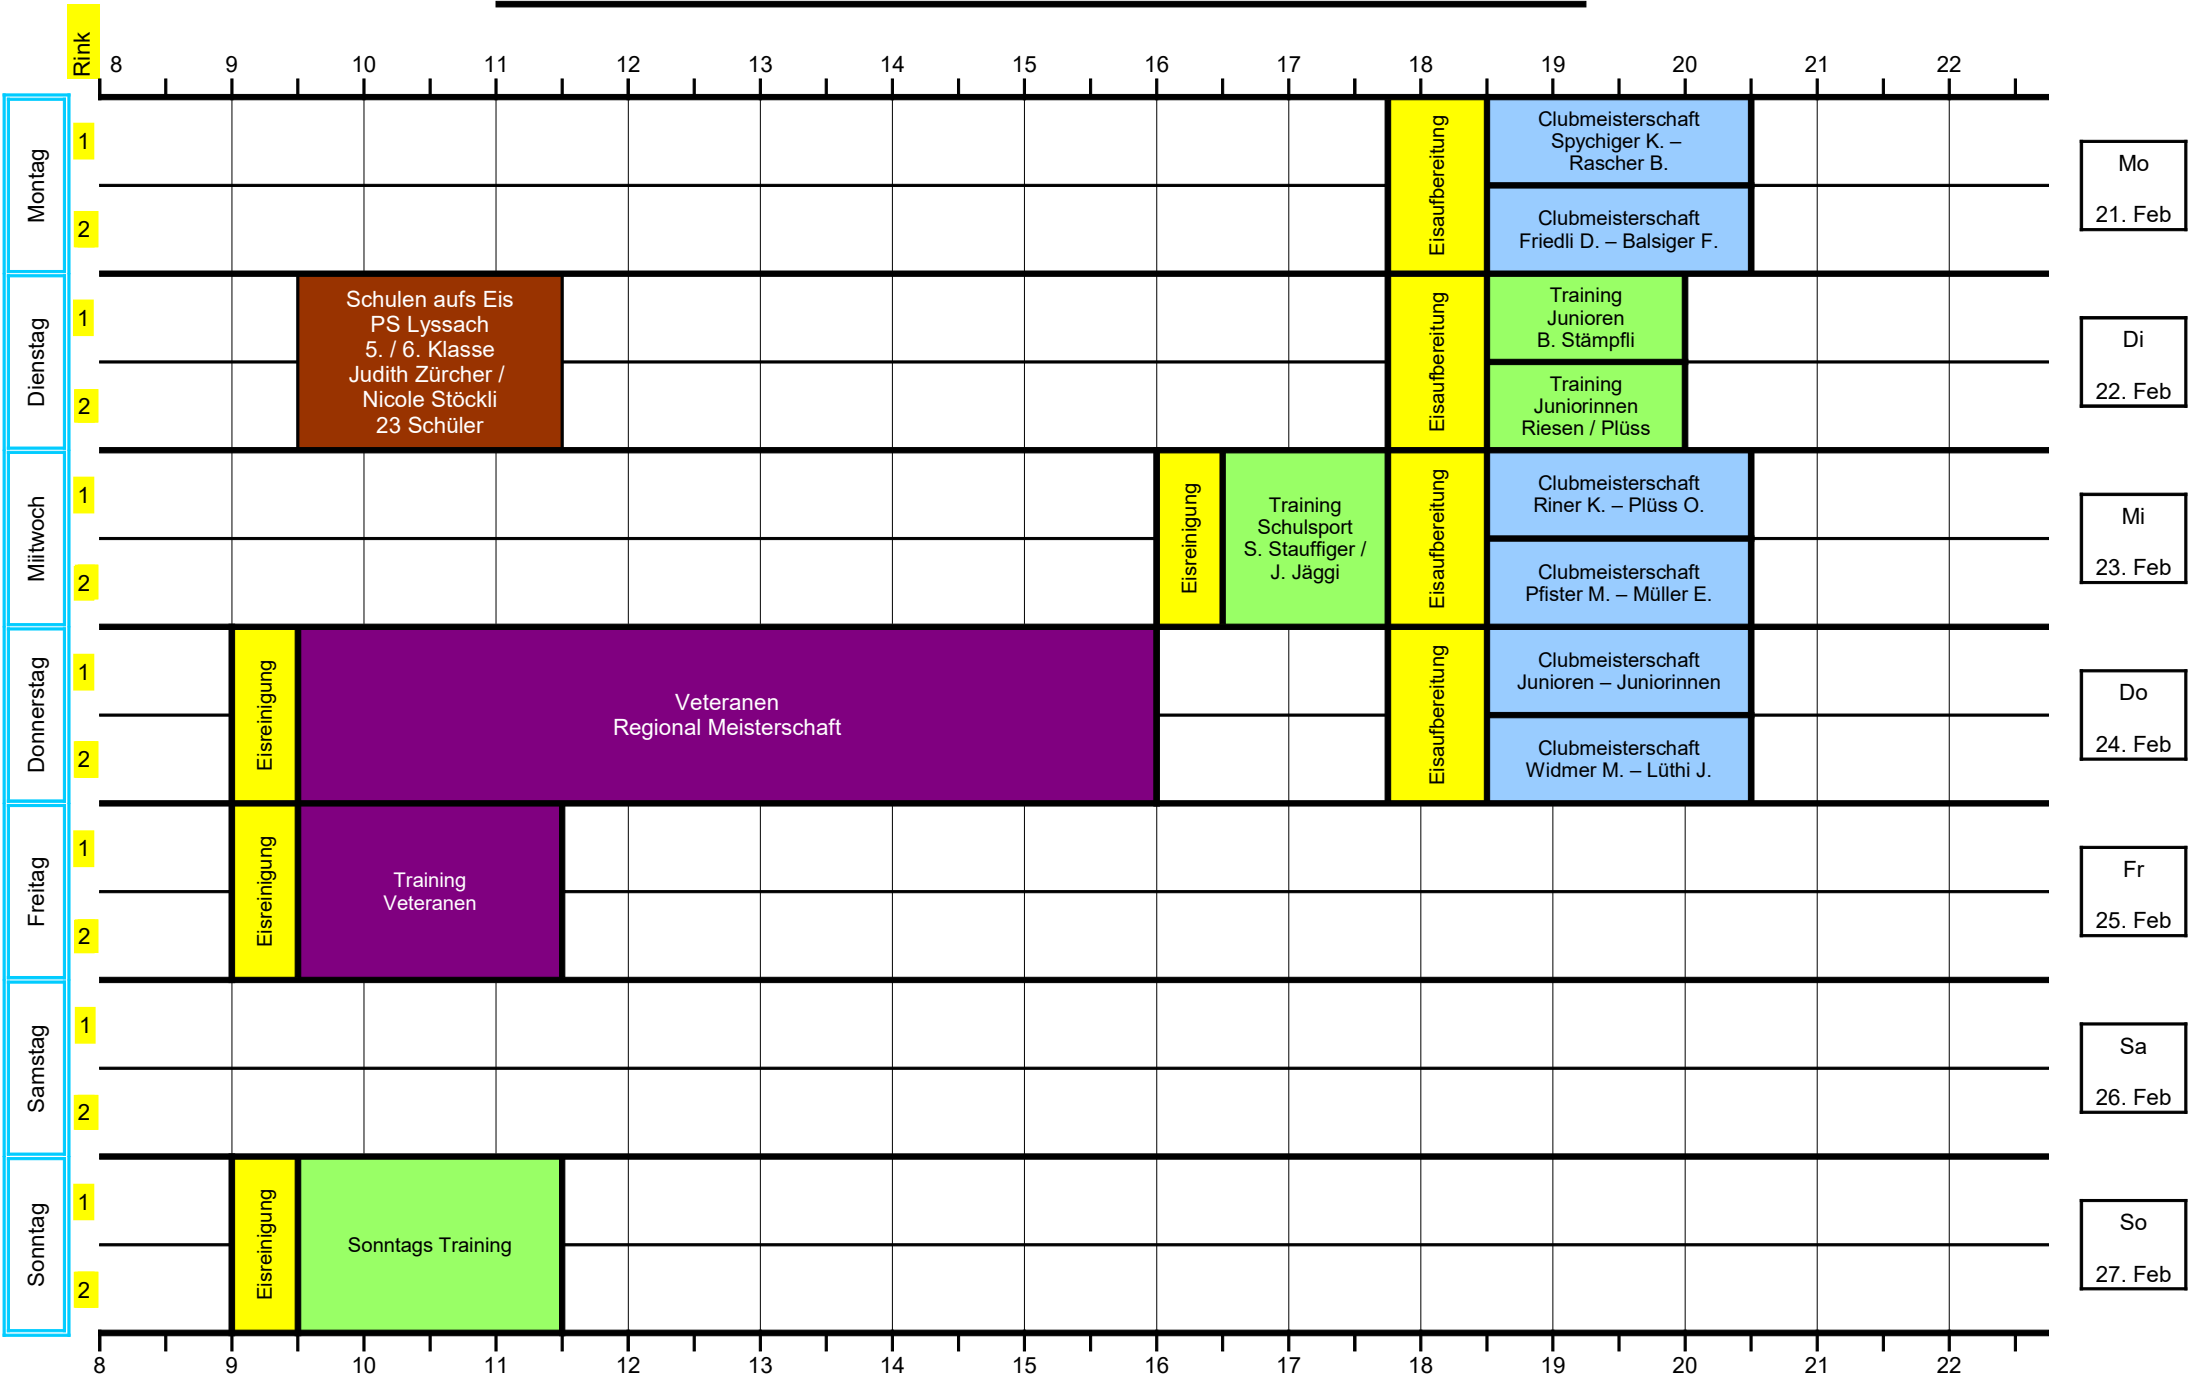 Rink
8 9 10 11 12 13 14 15 16 17 18 19 20 21 22
Montag
1
2
Eisaufbereitung
Clubmeisterschaft
Spychiger K. –
Rascher B.
Clubmeisterschaft
Friedli D. – Balsiger F.
Mo
21. Feb
Dienstag
1
2
Schulen aufs Eis
PS Lyssach
5. / 6. Klasse
Judith Zürcher /
Nicole Stöckli
23 Schüler
Eisaufbereitung
Training
Junioren
B. Stämpfli
Training
Juniorinnen
Riesen / Plüss
Di
22. Feb
Miitwoch
1
2
Eisreinigung
Training
Schulsport
S. Stauffiger /
J. Jäggi
Eisaufbereitung
Clubmeisterschaft
Riner K. – Plüss O.
Clubmeisterschaft
Pfister M. – Müller E.
Mi
23. Feb
Donnerstag
1
2
Eisreinigung
Veteranen
Regional Meisterschaft
Eisaufbereitung
Clubmeisterschaft
Junioren – Juniorinnen
Clubmeisterschaft
Widmer M. – Lüthi J.
Do
24. Feb
Freitag
1
2
Eisreinigung
Training
Veteranen
Fr
25. Feb
Samstag
1
2
Sa
26. Feb
Sonntag
1
2
Eisreinigung
Sonntags Training
So
27. Feb
8 9 10 11 12 13 14 15 16 17 18 19 20 21 22